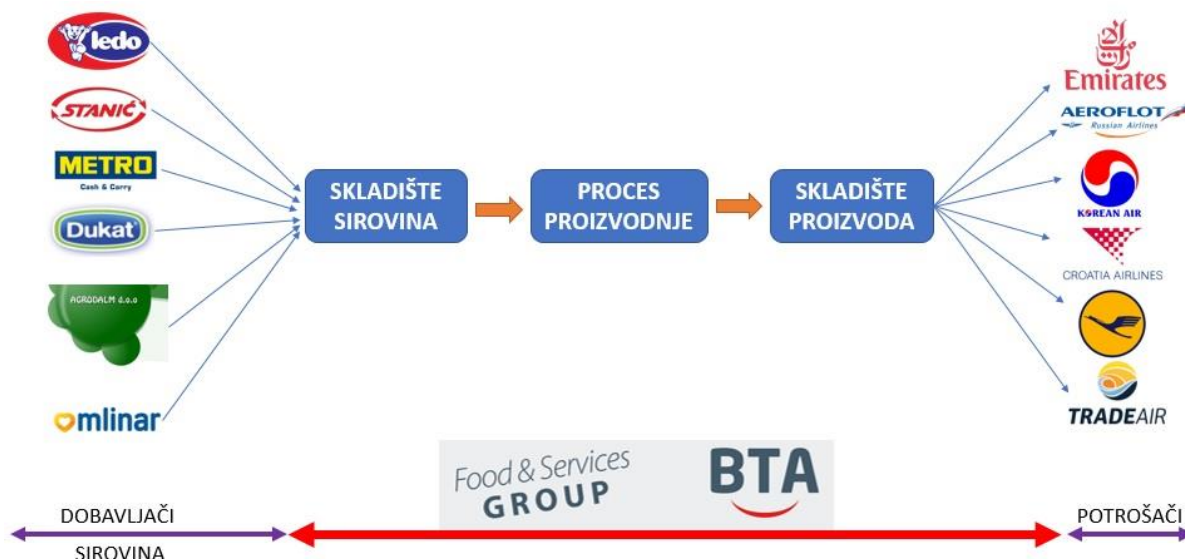 ledo
STANIĆ
METRO
Cash & Carry
Dukat
AGRODALM d.o.o
mlinar
SKLADIŠTE
SIROVINA
PROCES
PROIZVODNJE
SKLADIŠTE
PROIZVODA
Emirates
AEROFLOT
Russian Airlines
KOREAN AIR
CROATIA AIRLINES
TRADEAIR
Food & Services
GROUP
BTA
DOBAVLJAČI
SIROVINA
POTROŠAČI